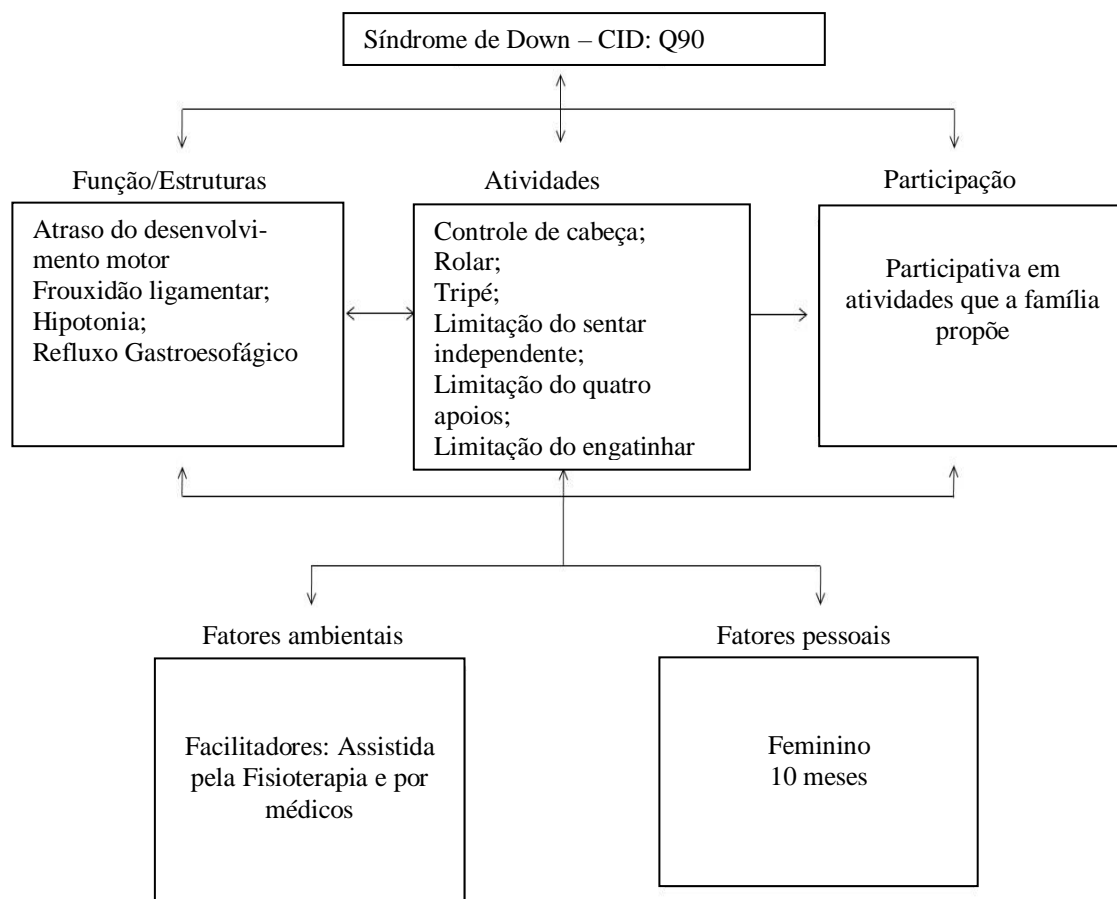 Síndrome de Down – CID: Q90
Função/Estruturas
Atividades
Participação
Atraso do desenvolvi-
mento motor
Frouxidão ligamentar;
Hipotonia;
Refluxo Gastroesofágico
Controle de cabeça;
Rolar;
Tripé;
Limitação do sentar
independente;
Limitação do quatro
apoios;
Limitação do engatinhar
Participativa em
atividades que a família
propõe
Fatores ambientais
Fatores pessoais
Facilitadores: Assistida
pela Fisioterapia e por
médicos
Feminino
10 meses